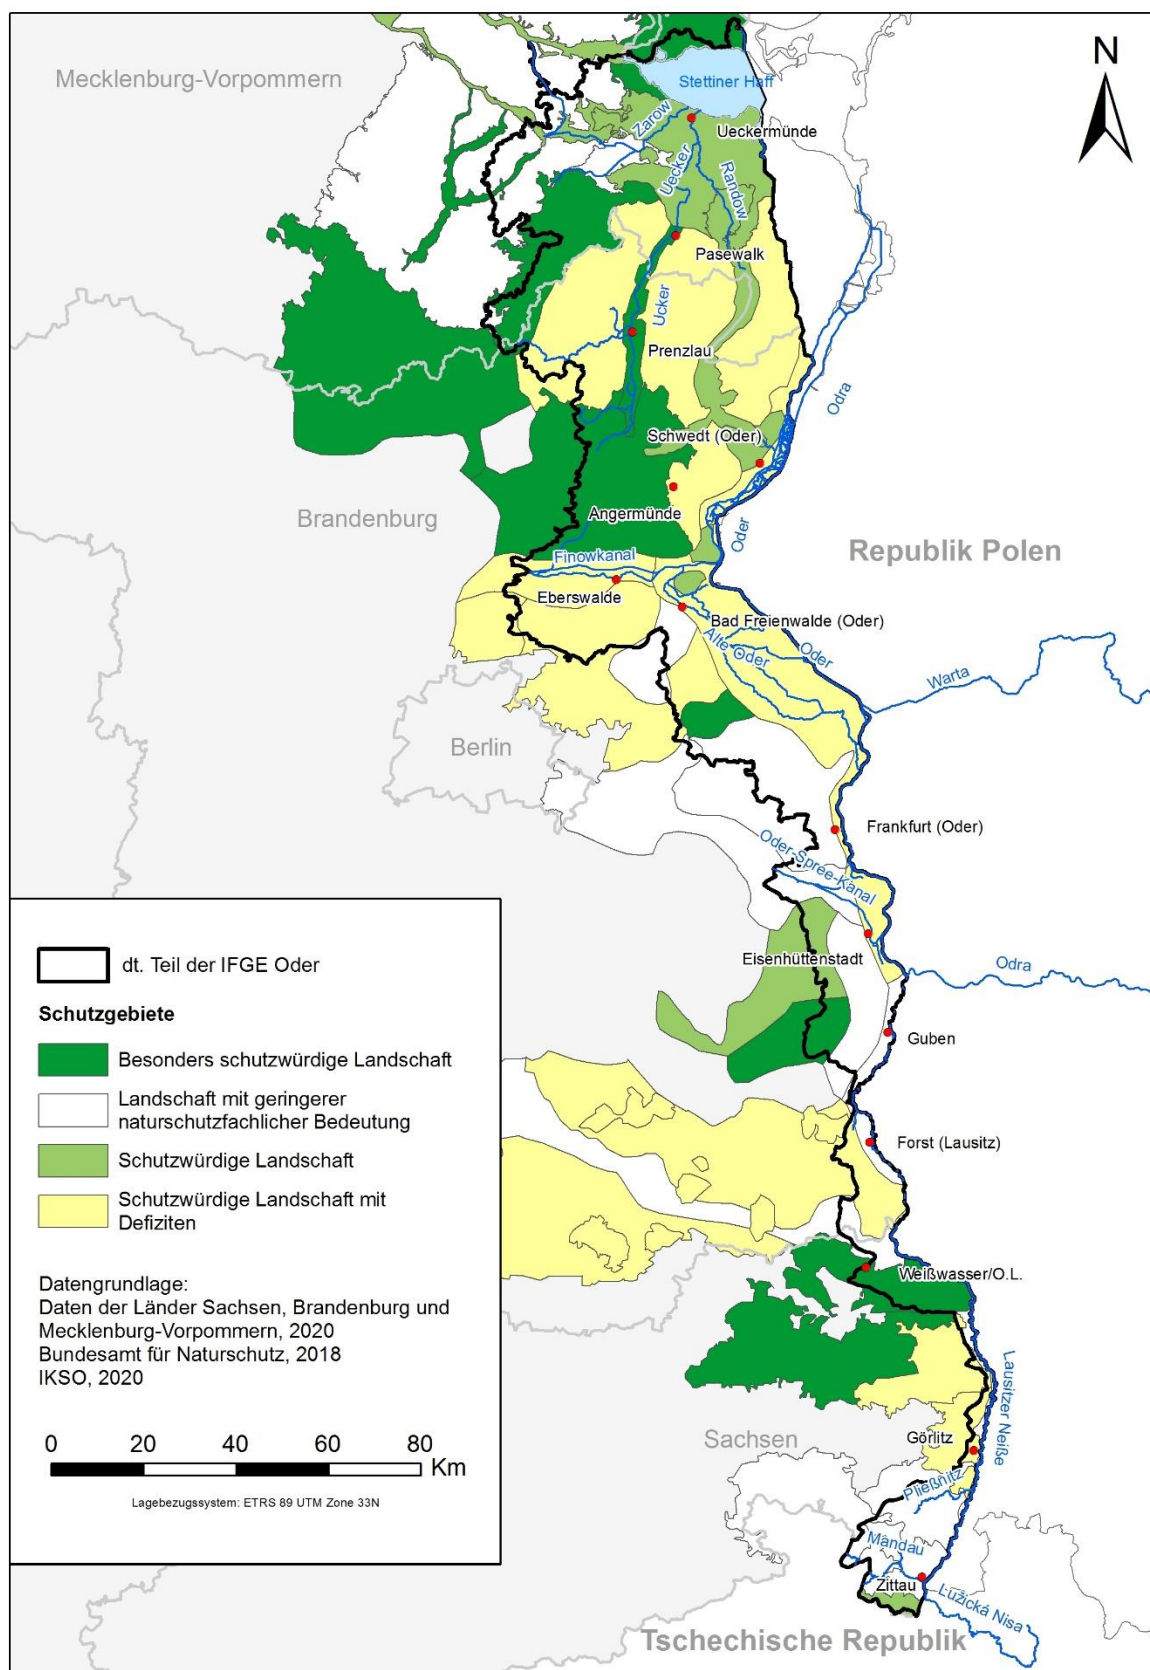 N
Mecklenburg-Vorpommern
Stettiner Haff
Zarow
Ueckermünde
Uecker
Randow
Pasewalk
Ucker
Prenzlau
Odra
Schwedt (Oder)
Angermünde
Brandenburg
Oder
Republik Polen
Finowkanal
Eberswalde
Bad Freienwalde (Oder)
Alte Oder
Oder
Warta
Berlin
Frankfurt (Oder)
Oder-Spree-Kanal
Eisenhüttenstadt
Odra
Guben
Forst (Lausitz)
Weißwasser/O.L.
Lausitzer Neiße
Görlitz
Sachsen
Pließnitz
Mandau
Zittau
Lužická Nisa
Tschechische Republik
dt. Teil der IFGE Oder
Schutzgebiete
Besonders schutzwürdige Landschaft
Landschaft mit geringerer
naturschutzfachlicher Bedeutung
Schutzwürdige Landschaft
Schutzwürdige Landschaft mit
Defiziten
Datengrundlage:
Daten der Länder Sachsen, Brandenburg und
Mecklenburg-Vorpommern, 2020
Bundesamt für Naturschutz, 2018
IKSO, 2020
0 20 40 60 80
Km
Lagebezugssystem: ETRS 89 UTM Zone 33N